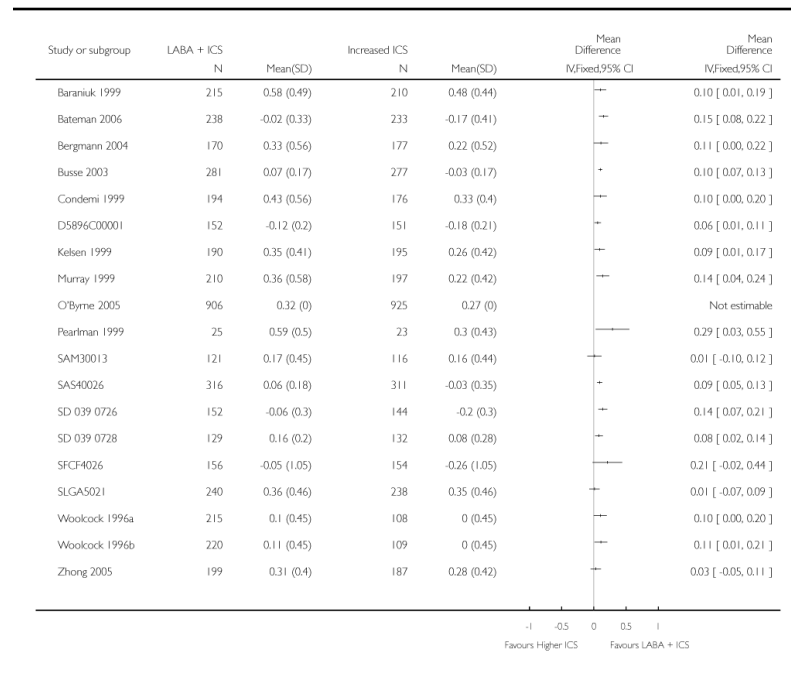 Mean Mean
Study or subgroup LABA + ICS Increased ICS Difference Difference
N Mean(SD) N Mean(SD) IV,Fixed,95% CI IV,Fixed,95% CI
Baraniuk 1999 215 0.58 (0.49) 210 0.48 (0.44) 0.10 [ 0.01, 0.19 ]
Bateman 2006 238 -0.02 (0.33) 233 -0.17 (0.41) 0.15 [ 0.08, 0.22 ]
Bergmann 2004 170 0.33 (0.56) 177 0.22 (0.52) 0.11 [ 0.00, 0.22 ]
Busse 2003 281 0.07 (0.17) 277 -0.03 (0.17) 0.10 [ 0.07, 0.13 ]
Condemi 1999 194 0.43 (0.56) 176 0.33 (0.4) 0.10 [ 0.00, 0.20 ]
D5896C00001 152 -0.12 (0.2) 151 -0.18 (0.21) 0.06 [ 0.01, 0.11 ]
Kelsen 1999 190 0.35 (0.41) 195 0.26 (0.42) 0.09 [ 0.01, 0.17 ]
Murray 1999 210 0.36 (0.58) 197 0.22 (0.42) 0.14 [ 0.04, 0.24 ]
O'Byrne 2005 906 0.32 (0) 925 0.27 (0) Not estimable
Pearlman 1999 25 0.59 (0.5) 23 0.3 (0.43) 0.29 [ 0.03, 0.55 ]
SAM30013 121 0.17 (0.45) 116 0.16 (0.44) 0.01 [ -0.10, 0.12 ]
SAS40026 316 0.06 (0.18) 311 -0.03 (0.35) 0.09 [ 0.05, 0.13 ]
SD 039 0726 152 -0.06 (0.3) 144 -0.2 (0.3) 0.14 [ 0.07, 0.21 ]
SD 039 0728 129 0.16 (0.2) 132 0.08 (0.28) 0.08 [ 0.02, 0.14 ]
SFCF4026 156 -0.05 (1.05) 154 -0.26 (1.05) 0.21 [ -0.02, 0.44 ]
SLGA5021 240 0.36 (0.46) 238 0.35 (0.46) 0.01 [ -0.07, 0.09 ]
Woolcock 1996a 215 0.1 (0.45) 108 0 (0.45) 0.10 [ 0.00, 0.20 ]
Woolcock 1996b 220 0.11 (0.45) 109 0 (0.45) 0.11 [ 0.01, 0.21 ]
Zhong 2005 199 0.31 (0.4) 187 0.28 (0.42) 0.03 [ -0.05, 0.11 ]
-1 -0.5 0 0.5 1
Favours Higher ICS Favours LABA + ICS